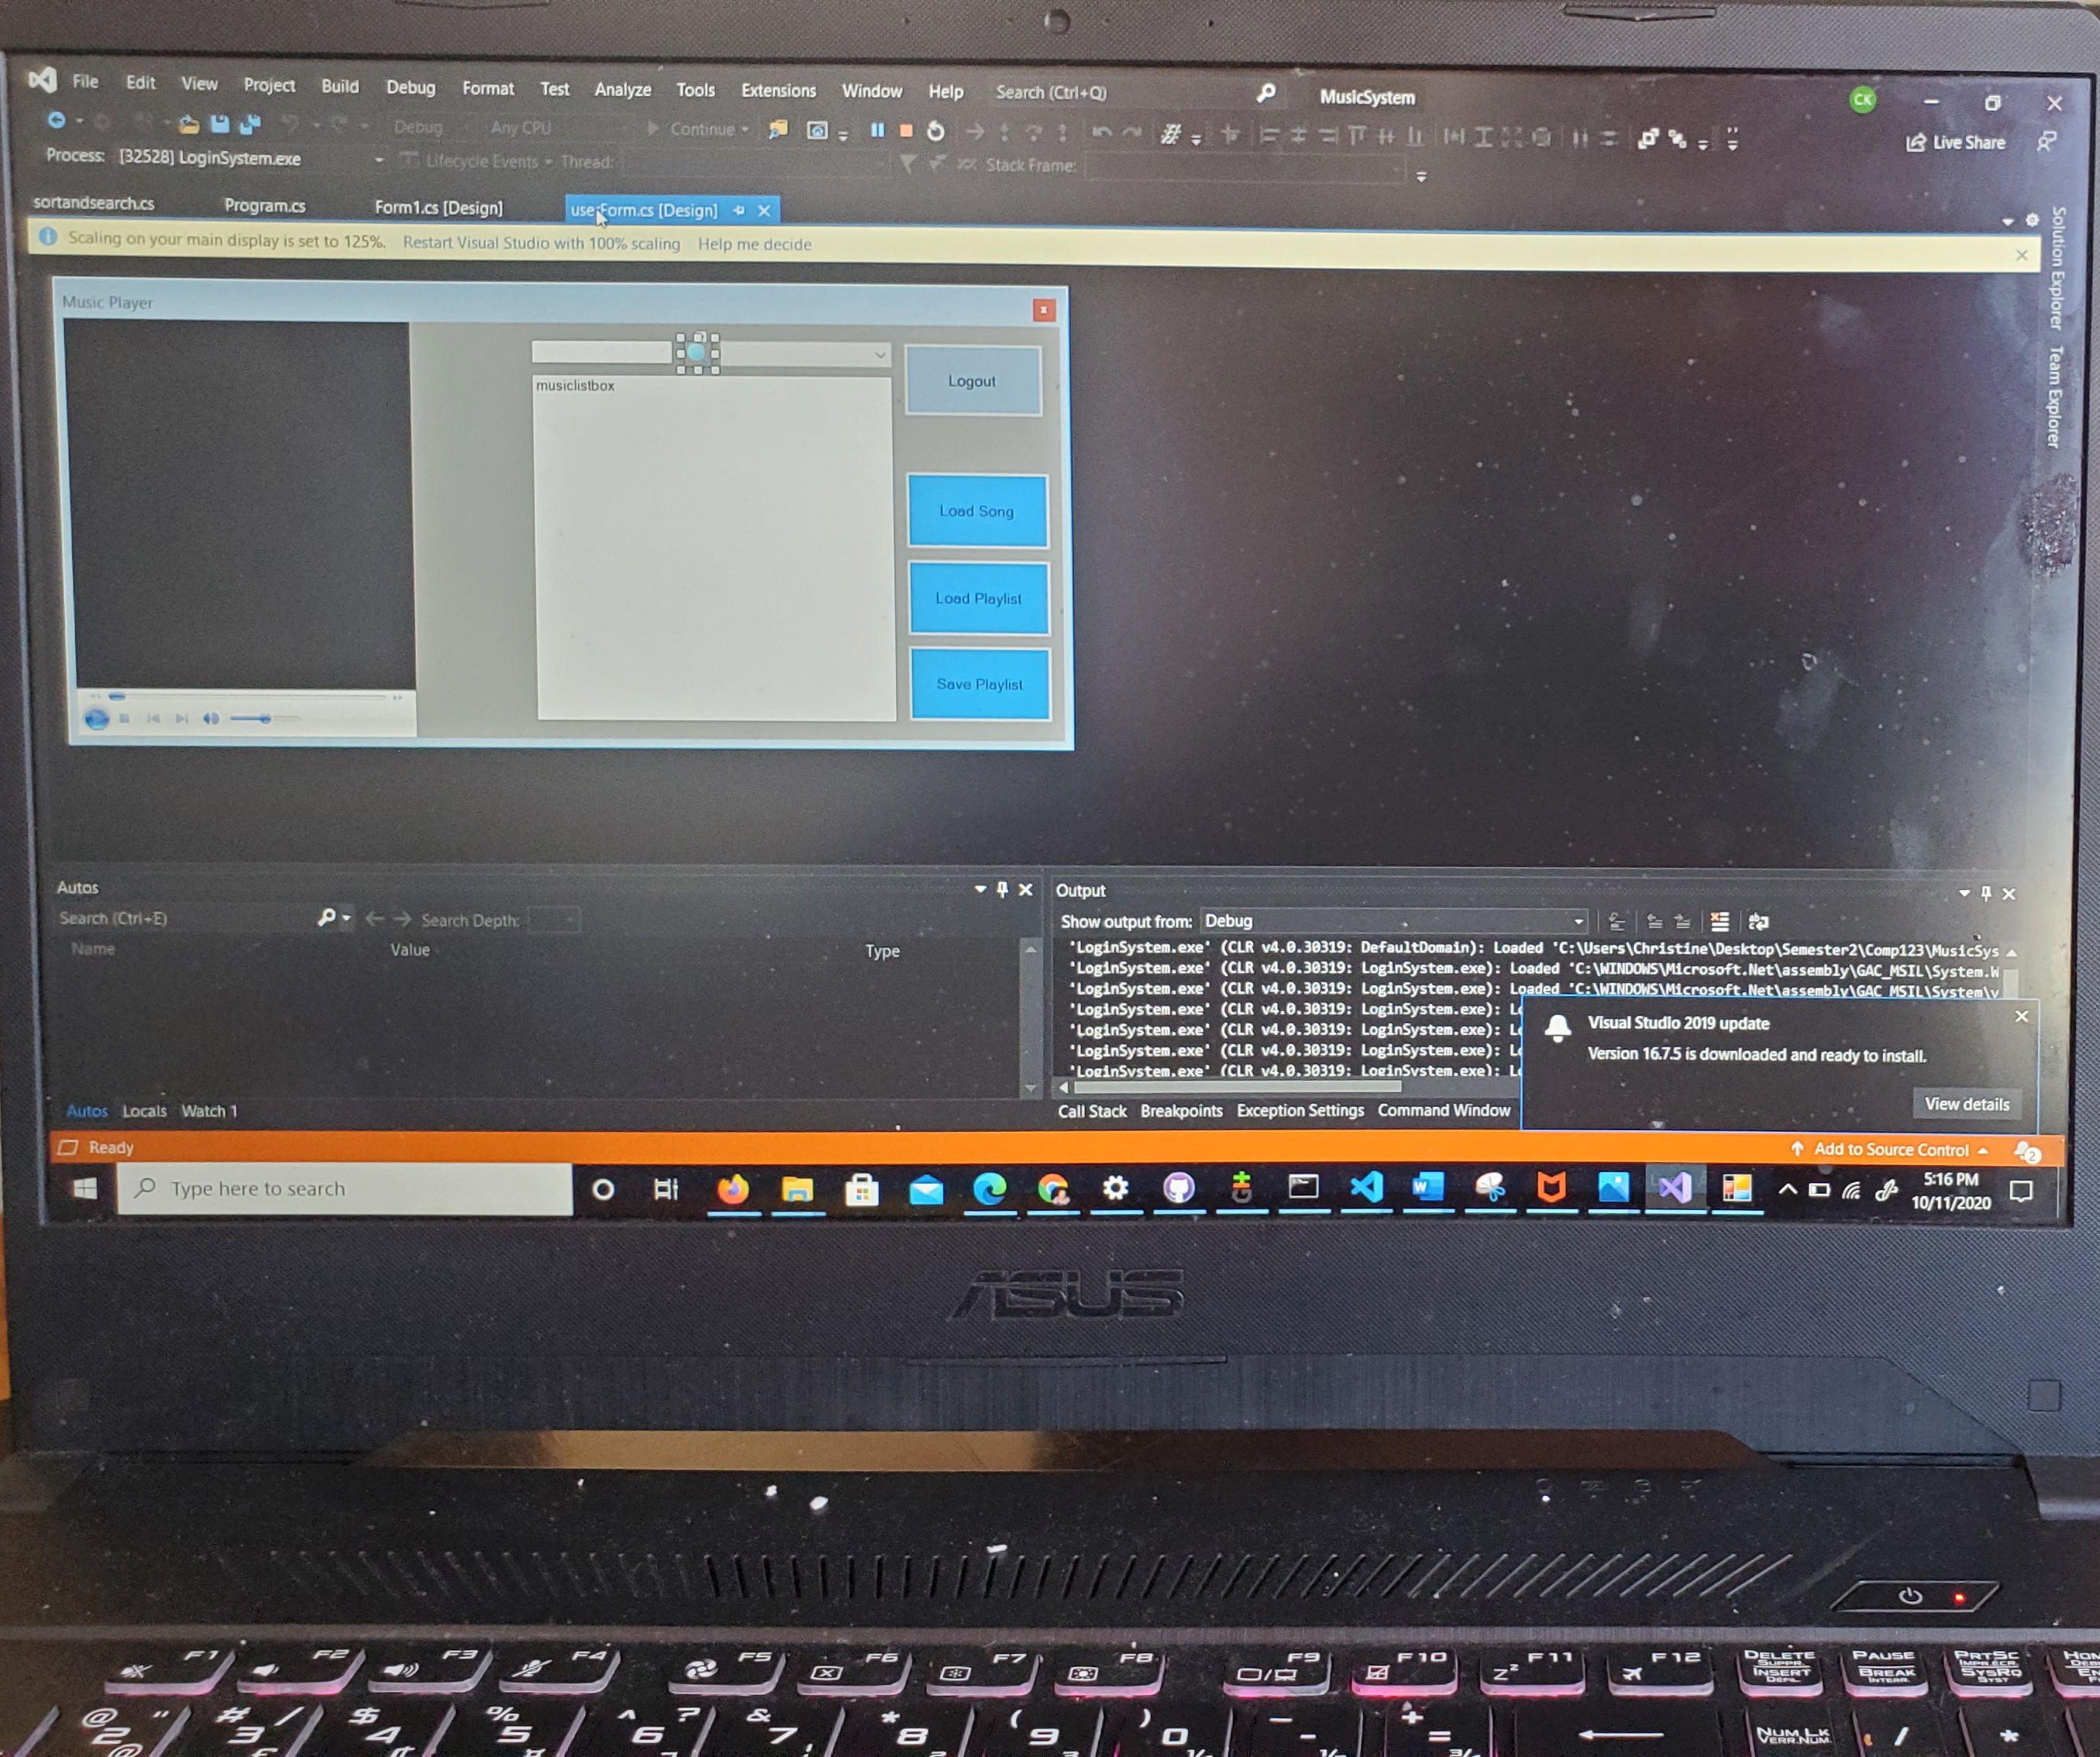 File Edit View Project Build Debug Format Test Analyze Tools Extensions Window Help Search (Ctrl+Q) MusicSystem CK
Debug Any CPU Continue Live Share
Process: [32528] LoginSystem.exe Lifecycle Events Thread: Stack Frame:
sortandsearch.cs Program.cs Form1.cs [Design] userForm.cs [Design]
Scaling on your main display is set to 125%. Restart Visual Studio with 100% scaling Help me decide
Solution Explorer Team Explorer
Music Player
musiclistbox
Logout
Load Song
Load Playlist
Save Playlist
Autos
Search (Ctrl+E) Search Depth:
Name Value Type
Autos Locals Watch 1
Output
Show output from: Debug
'LoginSystem.exe' (CLR v4.0.30319: DefaultDomain): Loaded 'C:\Users\Christine\Desktop\Semester2\Comp123\MusicSys
'LoginSystem.exe' (CLR v4.0.30319: LoginSystem.exe): Loaded 'C:\WINDOWS\Microsoft.Net\assembly\GAC_MSIL\System.W
'LoginSystem.exe' (CLR v4.0.30319: LoginSystem.exe): Loaded 'C:\WINDOWS\Microsoft.Net\assembly\GAC_MSIL\System\v
'LoginSystem.exe' (CLR v4.0.30319: LoginSystem.exe): Lo
'LoginSystem.exe' (CLR v4.0.30319: LoginSystem.exe): Lo
'LoginSystem.exe' (CLR v4.0.30319: LoginSystem.exe): Lo
'LoginSystem.exe' (CLR v4.0.30319: LoginSystem.exe): Lo
Call Stack Breakpoints Exception Settings Command Window
Visual Studio 2019 update
Version 16.7.5 is downloaded and ready to install.
View details
Ready Add to Source Control 2
Type here to search
5:16 PM
10/11/2020
ASUS
F1 F2 F3 F4 F5 F6 F7 F8 F9 F10 F11 F12 DELETE PAUSE PRTSC
INSERT BREAK SYSRQ
@ 2 " # 3 / $ 4 % 5 ^ 6 ? & 7 * 8 ( 9 ) 0 - + = NUM LK / *